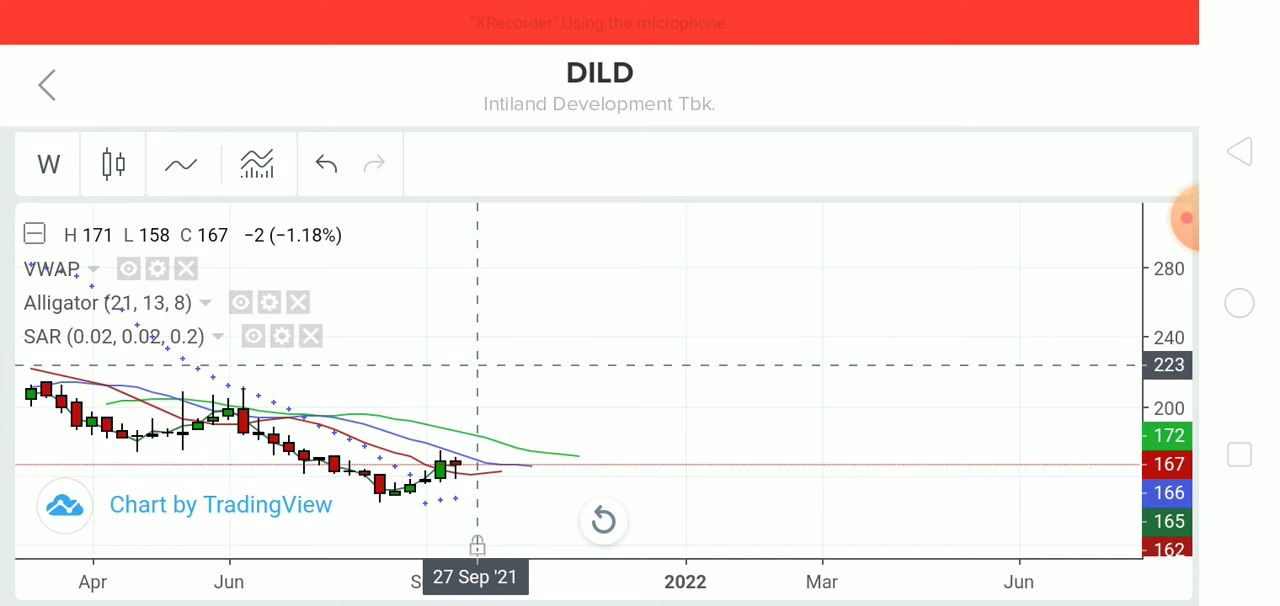 "XRecorder",Using the microphone
DILD
Intiland Development Tbk.
W
H 171 L 158 C 167 −2 (−1.18%)
VWAP
Alligator (21, 13, 8)
SAR (0.02, 0.02, 0.2)
280
240
223
200
172
167
166
165
162
Chart by TradingView
Apr Jun S 27 Sep '21 2022 Mar Jun